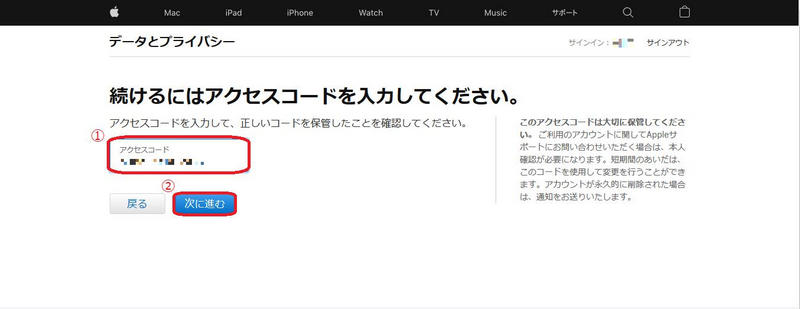 Mac iPad iPhone Watch TV Music サポート
データとプライバシー
サインイン： サインアウト
続けるにはアクセスコードを入力してください。
アクセスコードを入力して、正しいコードを保管したことを確認してください。
①
アクセスコード
②
戻る 次に進む
このアクセスコードは大切に保管してくださ
い。ご利用のアカウントに関してAppleサ
ポートにお問い合わせいただく場合は、本人
確認が必要になります。短期間のあいだは、
このコードを使用して変更を行うことができ
ます。アカウントが永久的に削除された場合
は、通知をお送りいたします。